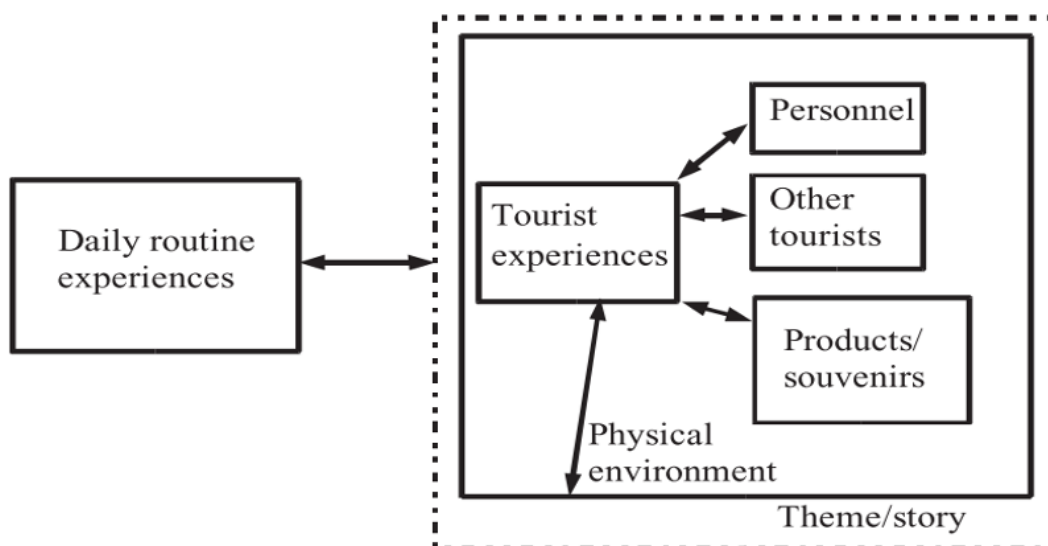 Daily routine
experiences
Tourist
experiences
Personnel
Other
tourists
Products/
souvenirs
Physical
environment
Theme/story